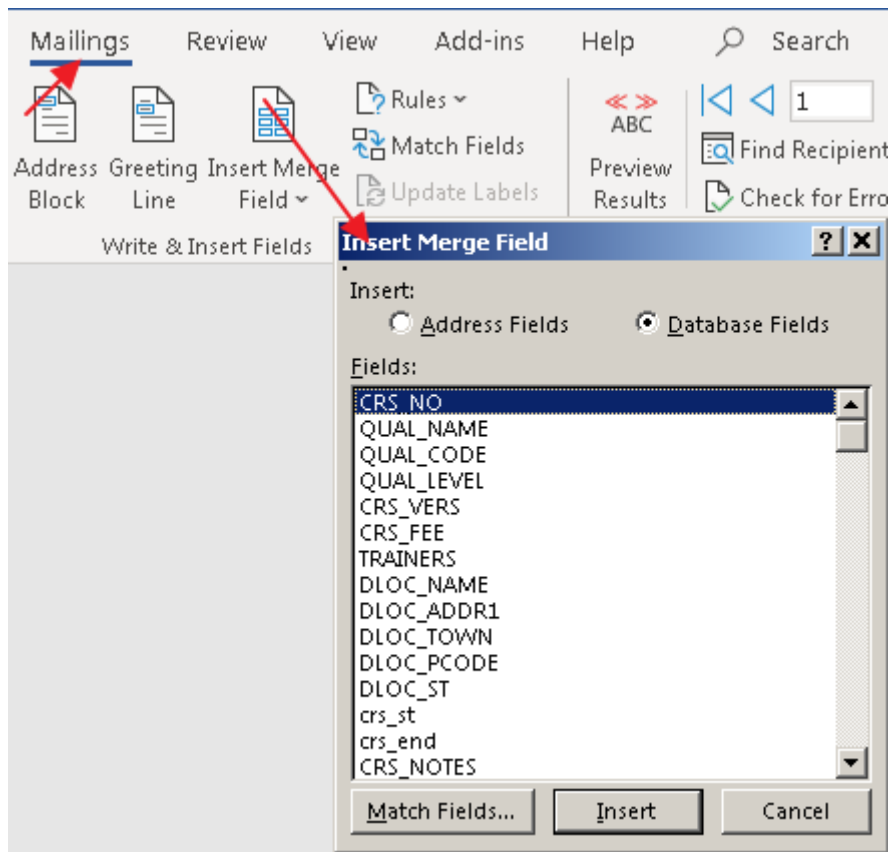 Mailings Review View Add-ins Help Search
Rules
ABC
1
Match Fields
Find Recipient
Address Greeting Insert Merge
Block Line Field
Update Labels
Preview
Results
Check for Erro
Write & Insert Fields
Insert Merge Field ? X
Insert:
Address Fields Database Fields
Fields:
CRS_NO
QUAL_NAME
QUAL_CODE
QUAL_LEVEL
CRS_VERS
CRS_FEE
TRAINERS
DLOC_NAME
DLOC_ADDR1
DLOC_TOWN
DLOC_PCODE
DLOC_ST
crs_st
crs_end
CRS_NOTES
Match Fields... Insert Cancel